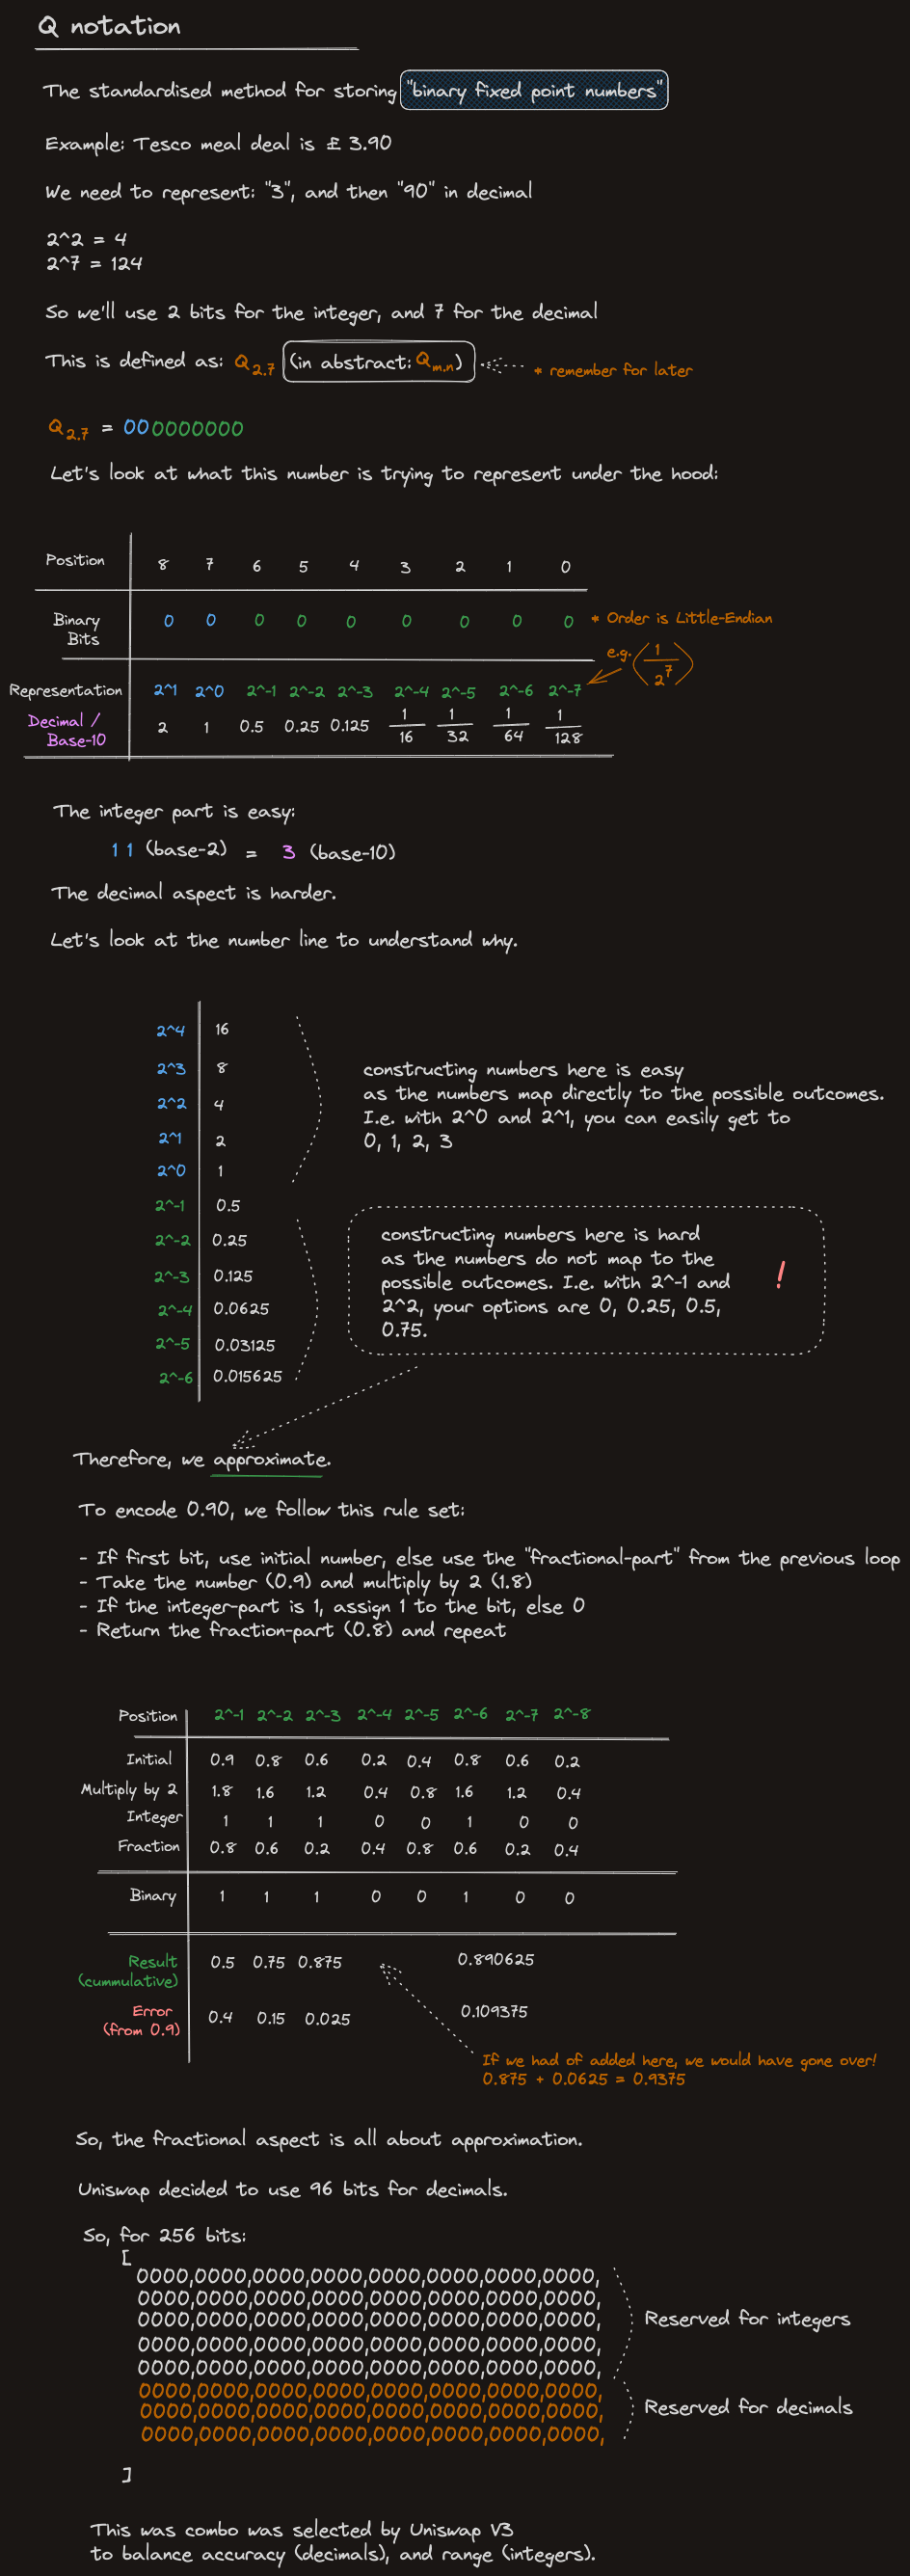 Q notation
The standardised method for storing "binary fixed point numbers"
Example: Tesco meal deal is £ 3.90
We need to represent: "3", and then "90" in decimal
2^2 = 4
2^7 = 124
So we'll use 2 bits for the integer, and 7 for the decimal
This is defined as: Q2.7 (in abstract: Qm.n)
* remember for later
Q2.7 = 000000000
Let's look at what this number is trying to represent under the hood:
Position 8 7 6 5 4 3 2 1 0
Binary Bits 0 0 0 0 0 0 0 0 0
* Order is Little-Endian
e.g. (1/2^7)
Representation 2^1 2^0 2^-1 2^-2 2^-3 2^-4 2^-5 2^-6 2^-7
Decimal / Base-10 2 1 0.5 0.25 0.125 1/16 1/32 1/64 1/128
The integer part is easy:
1 1 (base-2) = 3 (base-10)
The decimal aspect is harder.
Let's look at the number line to understand why.
2^4 16
2^3 8
2^2 4
2^1 2
2^0 1
constructing numbers here is easy
as the numbers map directly to the possible outcomes.
I.e. with 2^0 and 2^1, you can easily get to
0, 1, 2, 3
2^-1 0.5
2^-2 0.25
2^-3 0.125
2^-4 0.0625
2^-5 0.03125
2^-6 0.015625
constructing numbers here is hard
as the numbers do not map to the
possible outcomes. I.e. with 2^-1 and
2^2, your options are 0, 0.25, 0.5,
0.75.
!
Therefore, we approximate.
To encode 0.90, we follow this rule set:
- If first bit, use initial number, else use the "fractional-part" from the previous loop
- Take the number (0.9) and multiply by 2 (1.8)
- If the integer-part is 1, assign 1 to the bit, else 0
- Return the fraction-part (0.8) and repeat
Position 2^-1 2^-2 2^-3 2^-4 2^-5 2^-6 2^-7 2^-8
Initial 0.9 0.8 0.6 0.2 0.4 0.8 0.6 0.2
Multiply by 2 1.8 1.6 1.2 0.4 0.8 1.6 1.2 0.4
Integer 1 1 1 0 0 1 0 0
Fraction 0.8 0.6 0.2 0.4 0.8 0.6 0.2 0.4
Binary 1 1 1 0 0 1 0 0
Result (cummulative) 0.5 0.75 0.875 0.890625
Error (from 0.9) 0.4 0.15 0.025 0.109375
If we had of added here, we would have gone over!
0.875 + 0.0625 = 0.9375
So, the fractional aspect is all about approximation.
Uniswap decided to use 96 bits for decimals.
So, for 256 bits:
[
0000,0000,0000,0000,0000,0000,0000,0000,
0000,0000,0000,0000,0000,0000,0000,0000,
0000,0000,0000,0000,0000,0000,0000,0000,
0000,0000,0000,0000,0000,0000,0000,0000,
0000,0000,0000,0000,0000,0000,0000,0000,
Reserved for integers
0000,0000,0000,0000,0000,0000,0000,0000,
0000,0000,0000,0000,0000,0000,0000,0000,
0000,0000,0000,0000,0000,0000,0000,0000,
Reserved for decimals
]
This was combo was selected by Uniswap V3
to balance accuracy (decimals), and range (integers).